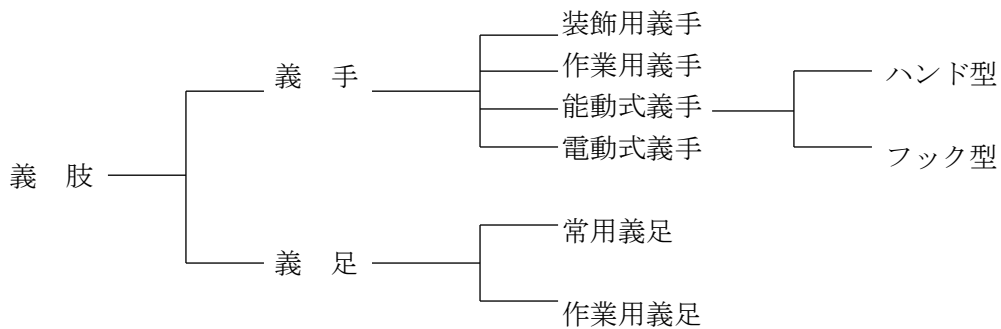 装飾用義手
義　手
作業用義手
ハンド型
能動式義手
電動式義手
フック型
義　肢
常用義足
義　足
作業用義足